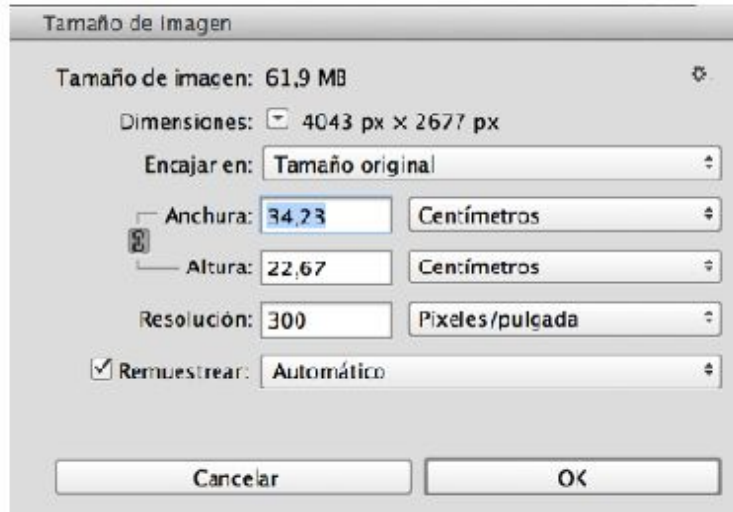 Tamaño de Imagen
Tamaño de imagen: 61,9 MB
Dimensiones: 4043 px × 2677 px
Encajar en: Tamaño original
Anchura: 34,23 Centímetros
Altura: 22,67 Centímetros
Resolución: 300 Píxeles/pulgada
Remuestrear: Automático
Cancelar OK